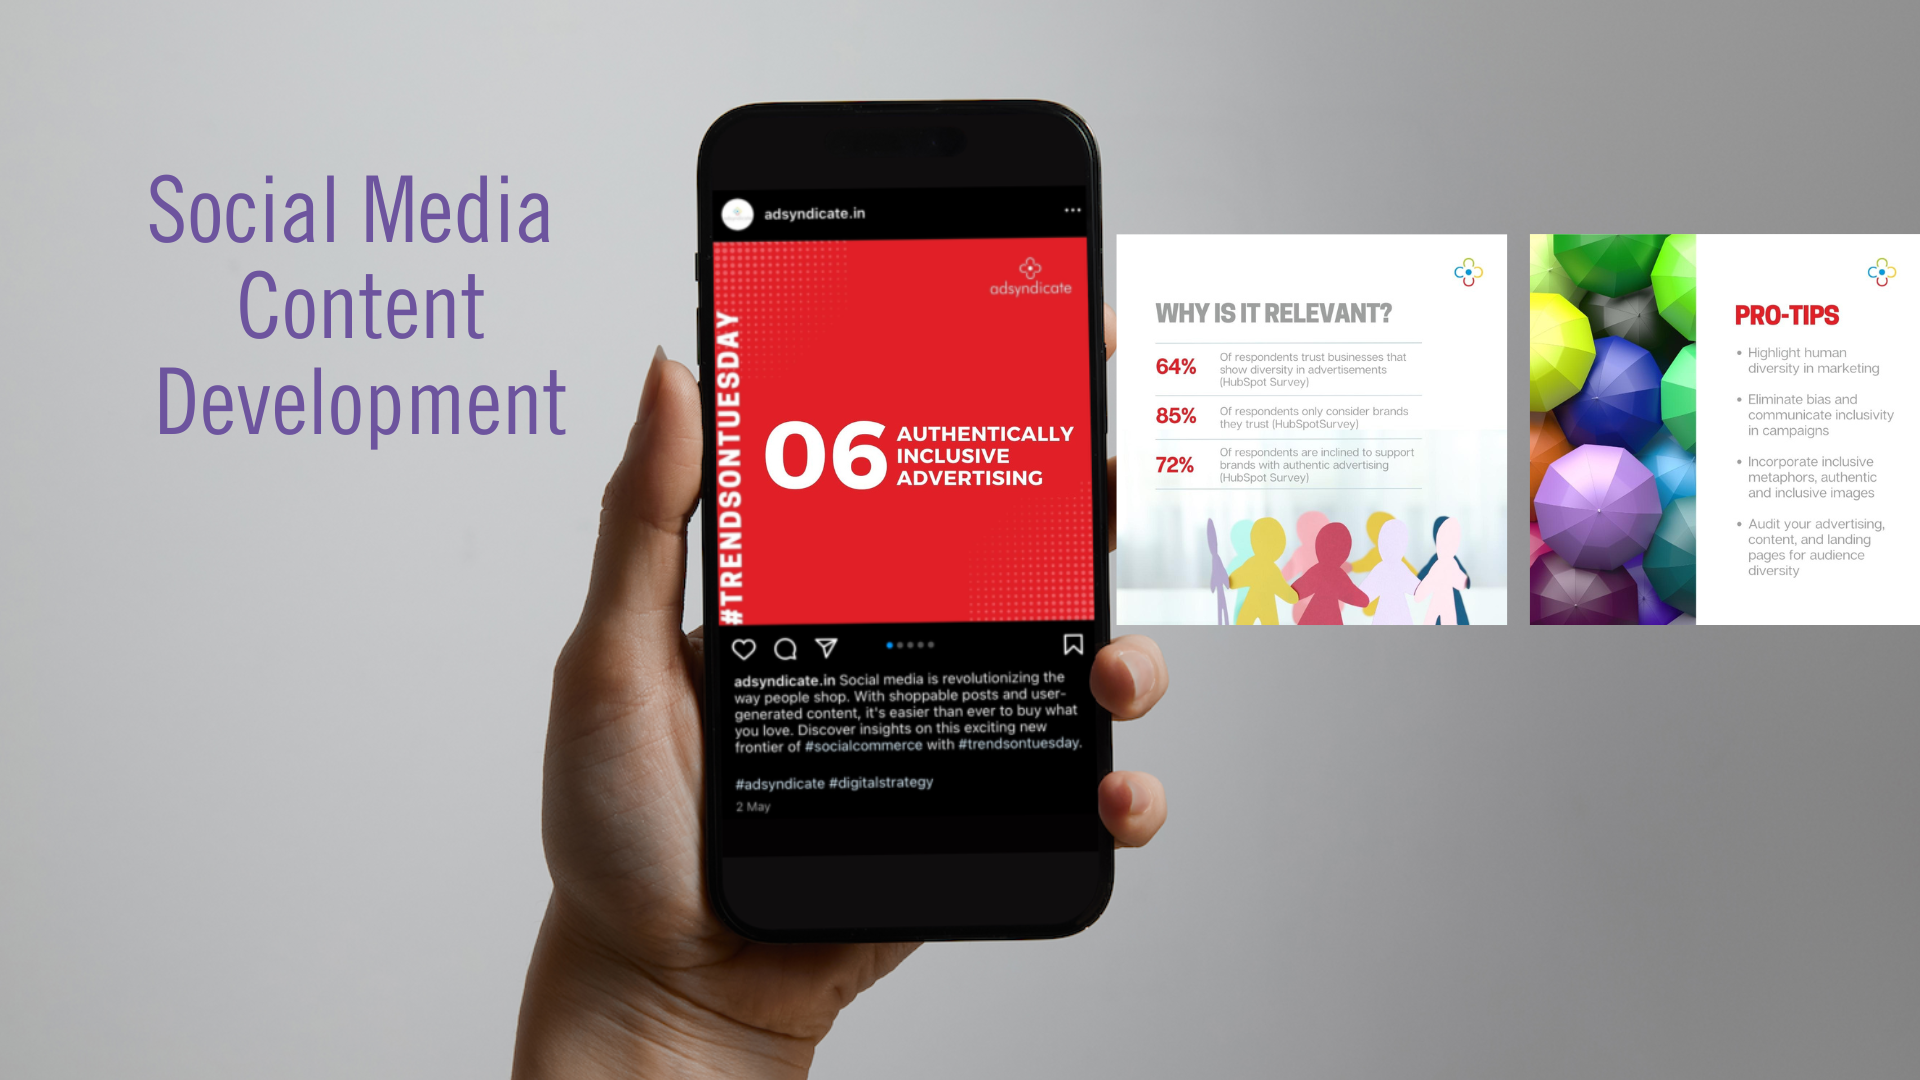 Social Media
Content
Development
adsyndicate.in
adsyndicate
#TRENDSONTUESDAY
06
AUTHENTICALLY
INCLUSIVE
ADVERTISING
adsyndicate.in Social media is revolutionizing the
way people shop. With shoppable posts and user-
generated content, it's easier than ever to buy what
you love. Discover insights on this exciting new
frontier of #socialcommerce with #trendsontuesday.
#adsyndicate #digitalstrategy
2 May
WHY IS IT RELEVANT?
64%
Of respondents trust businesses that
show diversity in advertisements
(HubSpot Survey)
85%
Of respondents only consider brands
they trust (HubSpotSurvey)
72%
Of respondents are inclined to support
brands with authentic advertising
(HubSpot Survey)
PRO-TIPS
• Highlight human
diversity in marketing
• Eliminate bias and
communicate inclusivity
in campaigns
• Incorporate inclusive
metaphors, authentic
and inclusive images
• Audit your advertising,
content, and landing
pages for audience
diversity